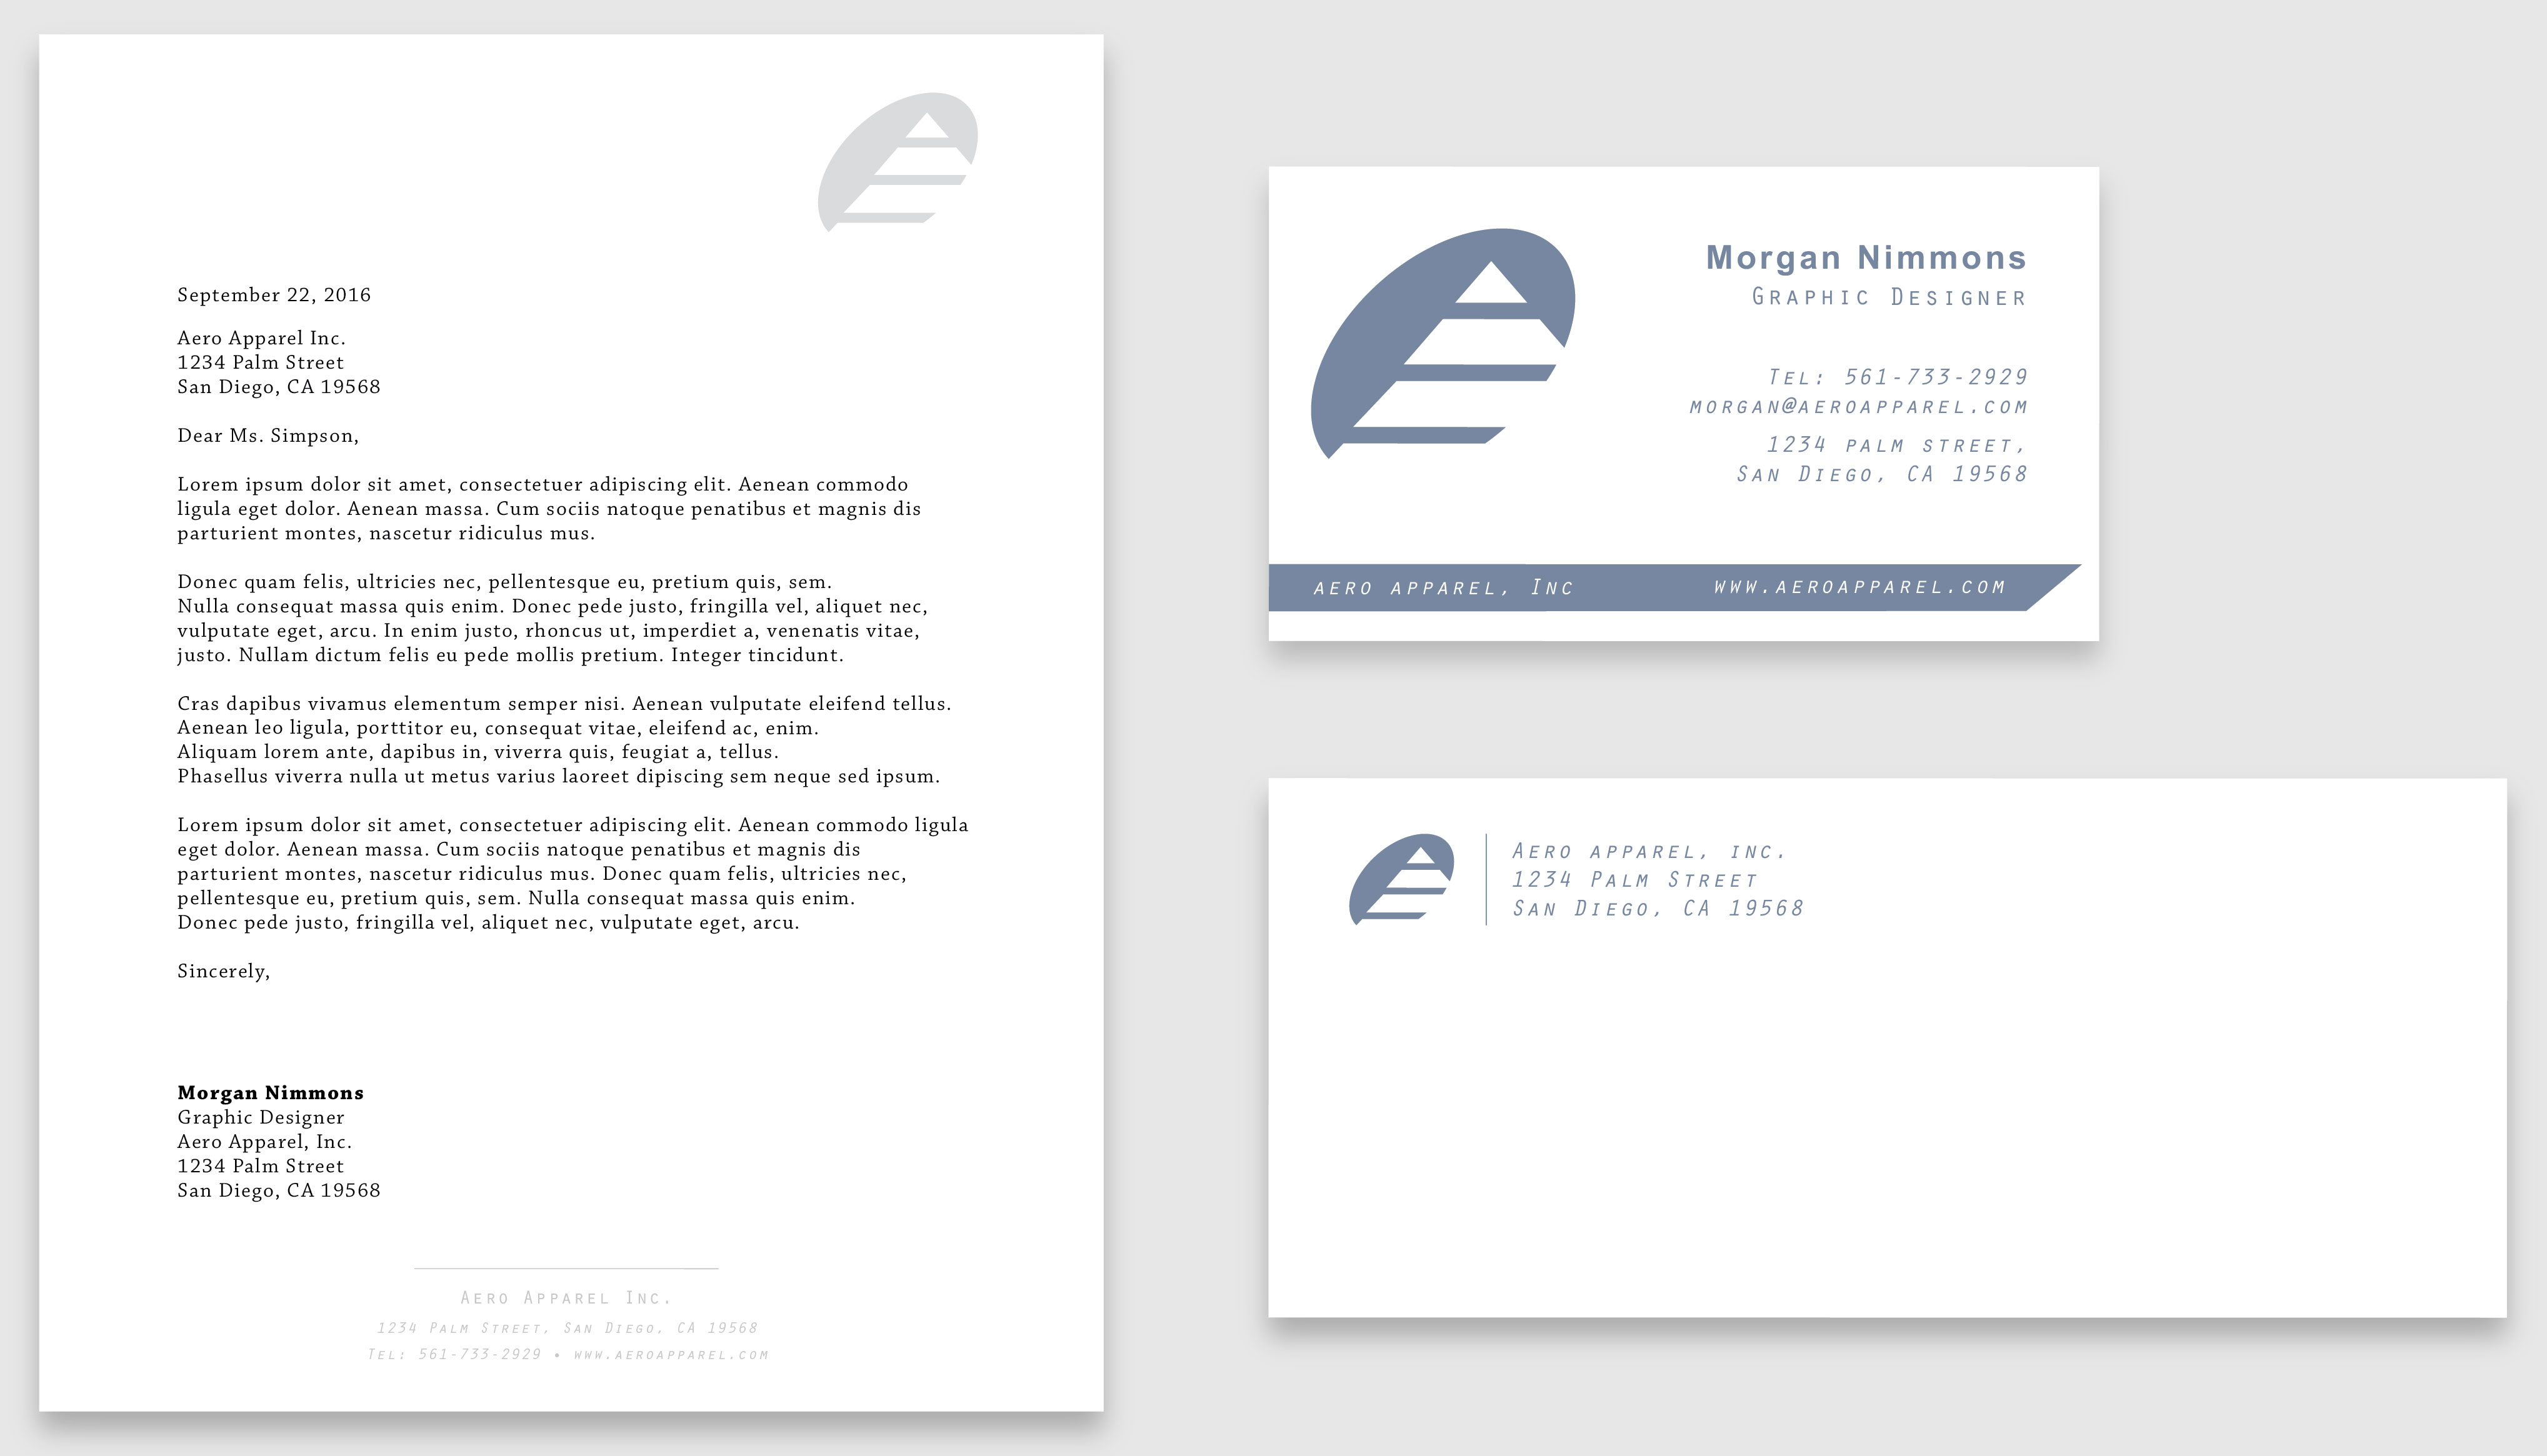 September 22, 2016
Aero Apparel Inc.
1234 Palm Street
San Diego, CA 19568
Dear Ms. Simpson,
Lorem ipsum dolor sit amet, consectetuer adipiscing elit. Aenean commodo
ligula eget dolor. Aenean massa. Cum sociis natoque penatibus et magnis dis
parturient montes, nascetur ridiculus mus.
Donec quam felis, ultricies nec, pellentesque eu, pretium quis, sem.
Nulla consequat massa quis enim. Donec pede justo, fringilla vel, aliquet nec,
vulputate eget, arcu. In enim justo, rhoncus ut, imperdiet a, venenatis vitae,
justo. Nullam dictum felis eu pede mollis pretium. Integer tincidunt.
Cras dapibus vivamus elementum semper nisi. Aenean vulputate eleifend tellus.
Aenean leo ligula, porttitor eu, consequat vitae, eleifend ac, enim.
Aliquam lorem ante, dapibus in, viverra quis, feugiat a, tellus.
Phasellus viverra nulla ut metus varius laoreet dipiscing sem neque sed ipsum.
Lorem ipsum dolor sit amet, consectetuer adipiscing elit. Aenean commodo ligula
eget dolor. Aenean massa. Cum sociis natoque penatibus et magnis dis
parturient montes, nascetur ridiculus mus. Donec quam felis, ultricies nec,
pellentesque eu, pretium quis, sem. Nulla consequat massa quis enim.
Donec pede justo, fringilla vel, aliquet nec, vulputate eget, arcu.
Sincerely,
Morgan Nimmons
Graphic Designer
Aero Apparel, Inc.
1234 Palm Street
San Diego, CA 19568
Aero Apparel Inc.
1234 Palm Street, San Diego, CA 19568
Tel: 561-733-2929 • www.aeroapparel.com
Morgan Nimmons
Graphic Designer
Tel: 561-733-2929
morgan@aeroapparel.com
1234 palm street,
San Diego, CA 19568
aero apparel, Inc
www.aeroapparel.com
Aero apparel, inc.
1234 Palm Street
San Diego, CA 19568